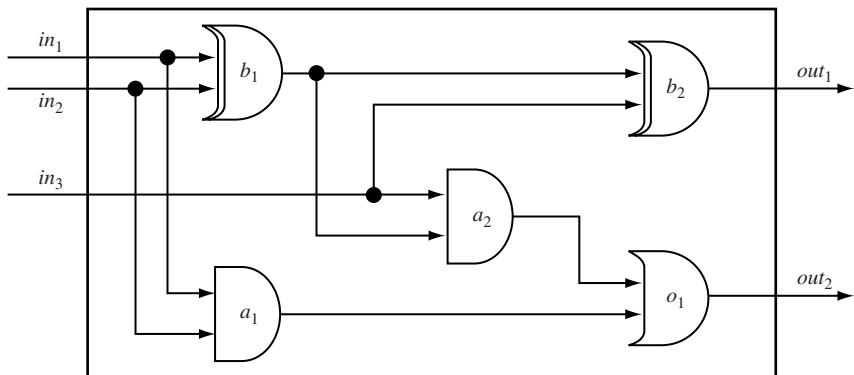 in₁
b₁
b₂
out₁
in₂
in₃
a₂
out₂
a₁
o₁